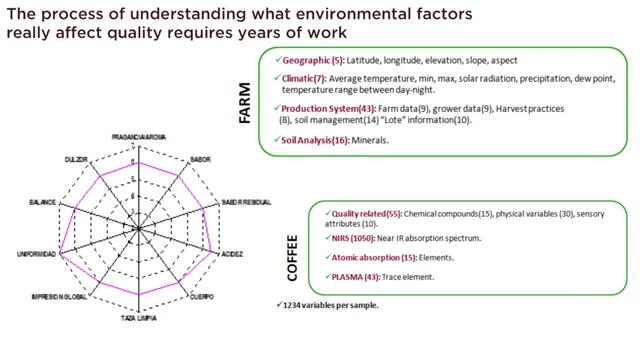 The process of understanding what environmental factors
really affect quality requires years of work
FARM
✓Geographic (5): Latitude, longitude, elevation, slope, aspect
✓Climatic(7): Average temperature, min, max, solar radiation, precipitation, dew point,
temperature range between day-night.
✓Production System(43): Farm data(9), grower data(9), Harvest practices
(8), soil management(14) “Lote” information(10).
✓Soil Analysis(16): Minerals.
FRAGANCIA/AROMA
DULZOR
SABOR
BALANCE
SABOR RESIDUAL
UNIFORMIDAD
ACIDEZ
IMPRESION GLOBAL
CUERPO
TAZA LIMPIA
7
6
5
4
3
COFFEE
✓Quality related(55): Chemical compounds(15), physical variables (30), sensory
attributes (10).
✓NIRS (1050): Near IR absorption spectrum.
✓Atomic absorption (15): Elements.
✓PLASMA (43): Trace element.
✓1234 variables per sample.